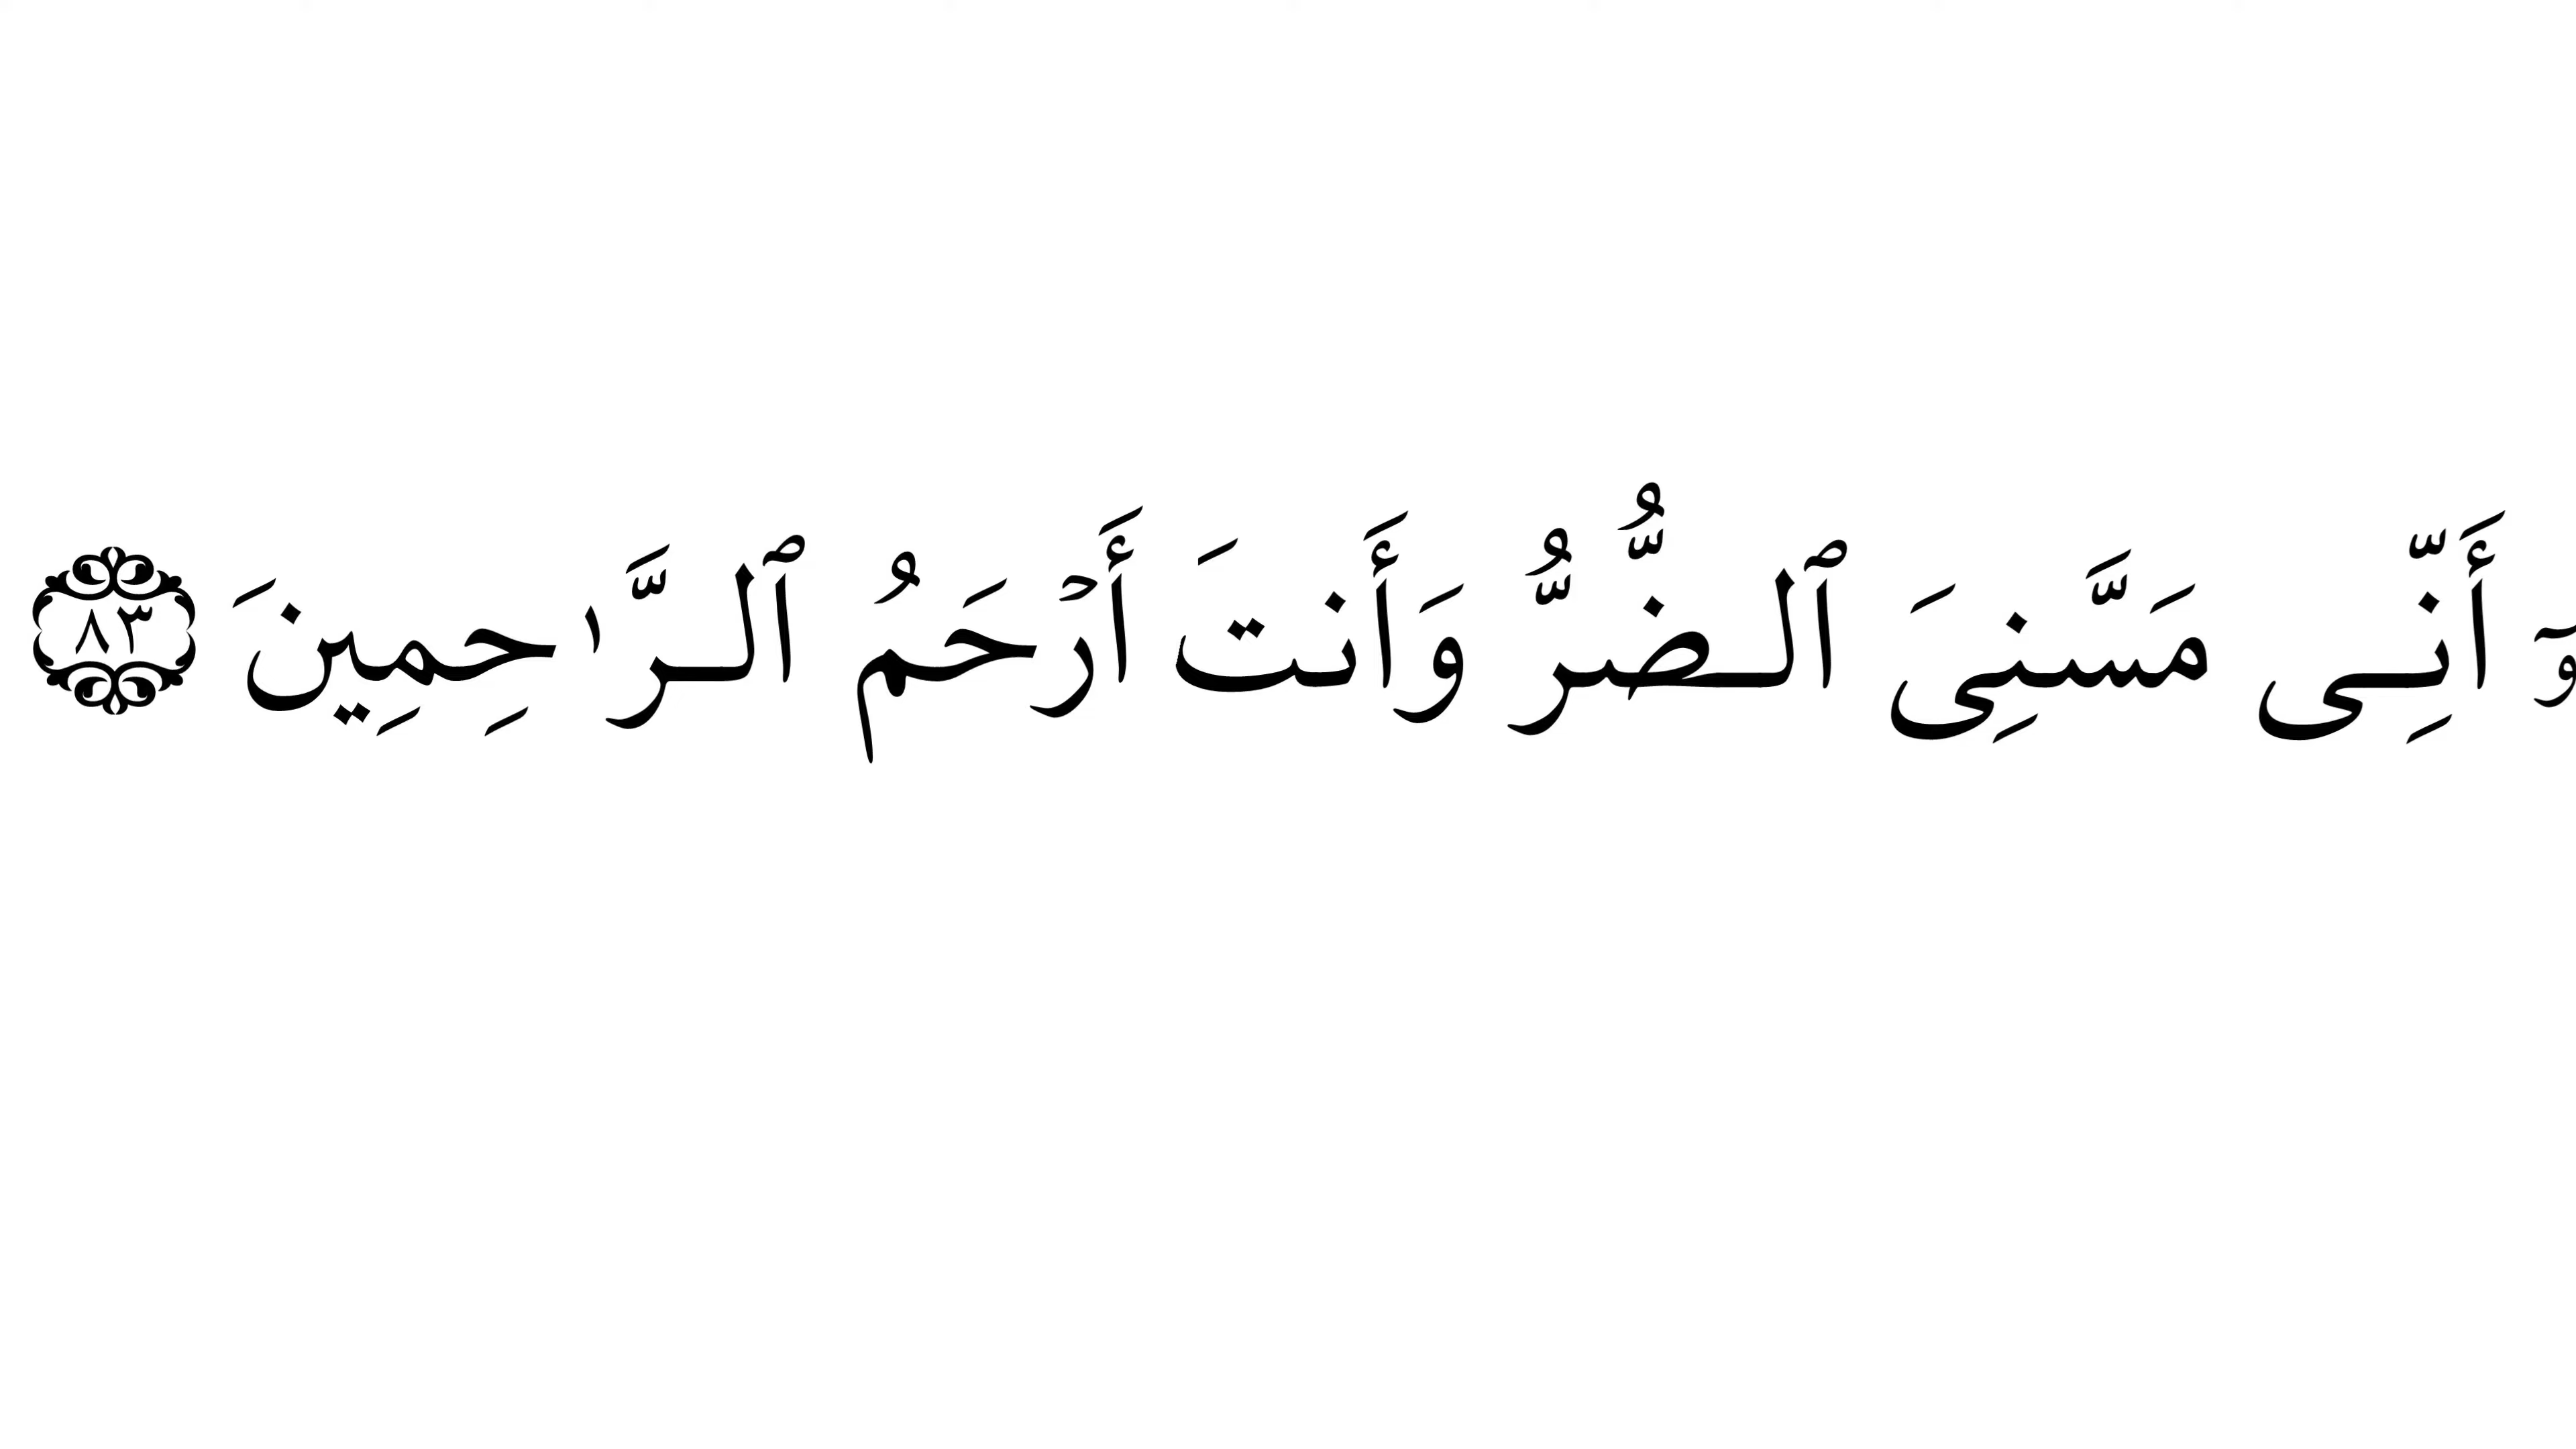 ۥٓ أَنِّى مَسَّنِىَ ٱلضُّرُّ وَأَنتَ أَرْحَمُ ٱلرَّٰحِمِينَ ٨٣